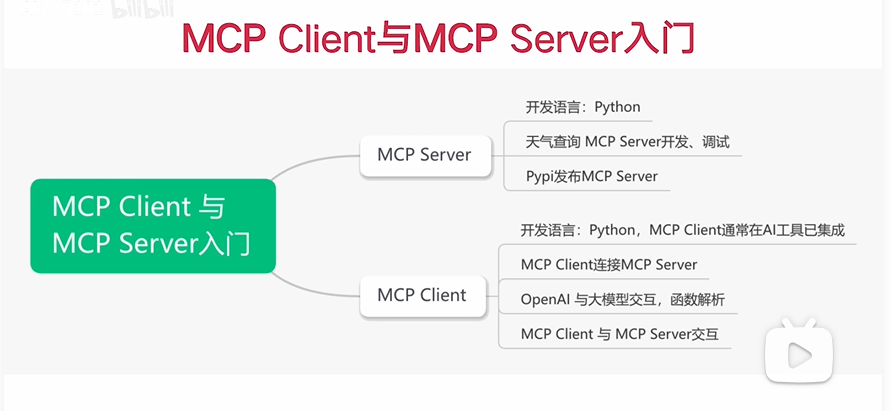 bilibili
MCP Client与MCP Server入门
MCP Client 与
MCP Server入门
MCP Server
开发语言：Python
天气查询 MCP Server开发、调试
Pypi发布MCP Server
MCP Client
开发语言：Python，MCP Client通常在AI工具已集成
MCP Client连接MCP Server
OpenAI 与大模型交互，函数解析
MCP Client 与 MCP Server交互